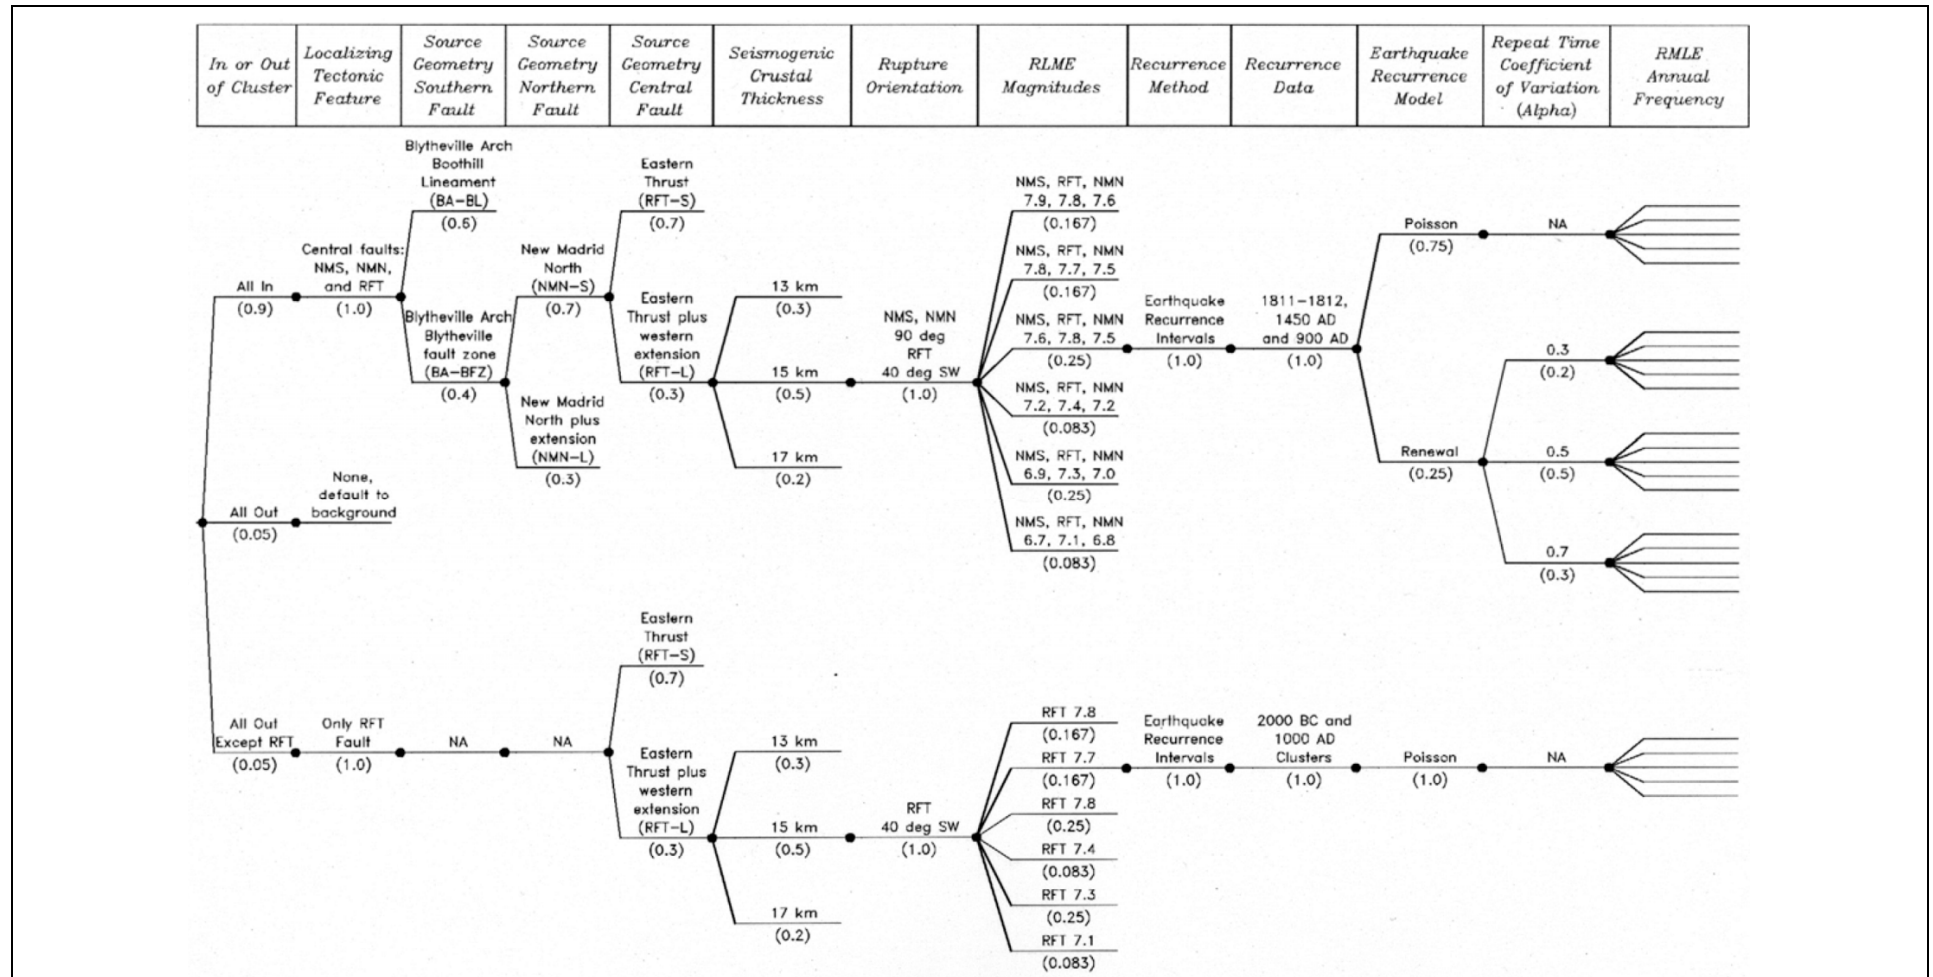 In or Out
of Cluster
Localizing
Tectonic
Feature
Source
Geometry
Southern
Fault
Source
Geometry
Northern
Fault
Source
Geometry
Central
Fault
Seismogenic
Crustal
Thickness
Rupture
Orientation
RLME
Magnitudes
Recurrence
Method
Recurrence
Data
Earthquake
Recurrence
Model
Repeat Time
Coefficient
of Variation
(Alpha)
RMLE
Annual
Frequency
All In
(0.9)
Central faults:
NMS, NMN,
and RFT
(1.0)
Blytheville Arch
Boothill
Lineament
(BA-BL)
(0.6)
Blytheville Arch
Blytheville
fault zone
(BA-BFZ)
(0.4)
New Madrid
North
(NMN-S)
(0.7)
New Madrid
North plus
extension
(NMN-L)
(0.3)
Eastern
Thrust
(RFT-S)
(0.7)
Eastern
Thrust plus
western
extension
(RFT-L)
(0.3)
13 km
(0.3)
15 km
(0.5)
17 km
(0.2)
NMS, NMN
90 deg
RFT
40 deg SW
(1.0)
NMS, RFT, NMN
7.9, 7.8, 7.6
(0.167)
NMS, RFT, NMN
7.8, 7.7, 7.5
(0.167)
NMS, RFT, NMN
7.6, 7.8, 7.5
(0.25)
NMS, RFT, NMN
7.2, 7.4, 7.2
(0.083)
NMS, RFT, NMN
6.9, 7.3, 7.0
(0.25)
NMS, RFT, NMN
6.7, 7.1, 6.8
(0.083)
Earthquake
Recurrence
Intervals
(1.0)
1811-1812,
1450 AD
and 900 AD
(1.0)
Poisson
(0.75)
NA
Renewal
(0.25)
0.3
(0.2)
0.5
(0.5)
0.7
(0.3)
All Out
(0.05)
None,
default to
background
All Out
Except RFT
(0.05)
Only RFT
Fault
(1.0)
NA
NA
Eastern
Thrust
(RFT-S)
(0.7)
Eastern
Thrust plus
western
extension
(RFT-L)
(0.3)
13 km
(0.3)
15 km
(0.5)
17 km
(0.2)
RFT
40 deg SW
(1.0)
RFT 7.8
(0.167)
RFT 7.7
(0.167)
RFT 7.8
(0.25)
RFT 7.4
(0.083)
RFT 7.3
(0.25)
RFT 7.1
(0.083)
Earthquake
Recurrence
Intervals
(1.0)
2000 BC and
1000 AD
Clusters
(1.0)
Poisson
(1.0)
NA